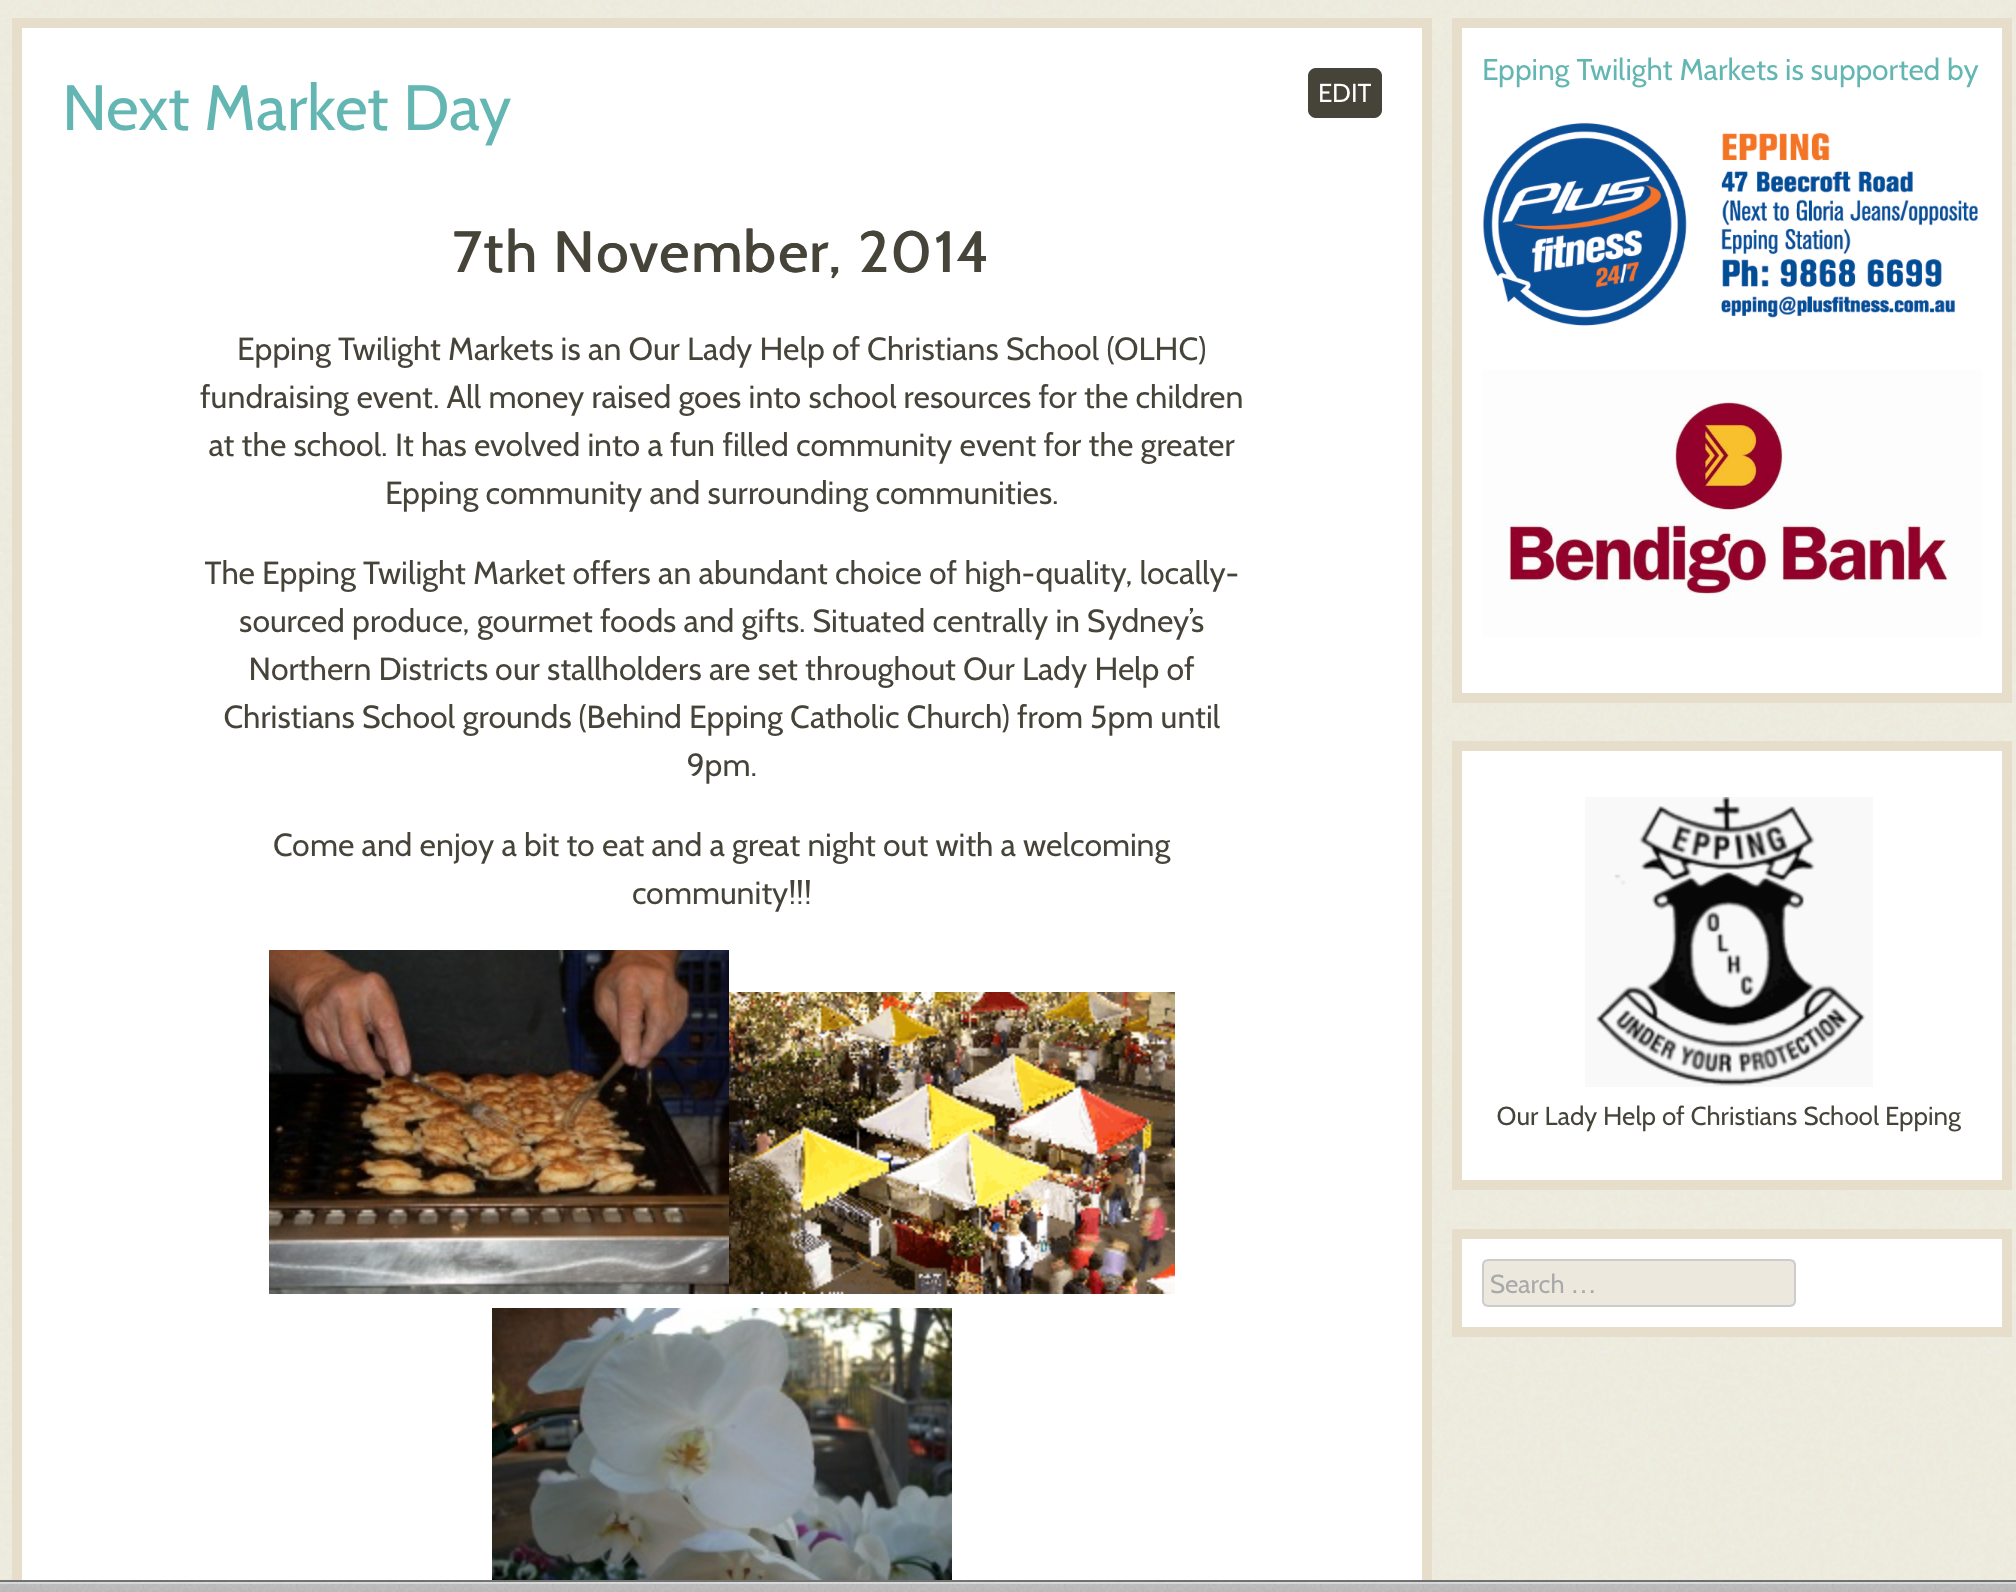 Next Market Day
EDIT
7th November, 2014
Epping Twilight Markets is an Our Lady Help of Christians School (OLHC)
fundraising event. All money raised goes into school resources for the children
at the school. It has evolved into a fun filled community event for the greater
Epping community and surrounding communities.
The Epping Twilight Market offers an abundant choice of high-quality, locally-
sourced produce, gourmet foods and gifts. Situated centrally in Sydney’s
Northern Districts our stallholders are set throughout Our Lady Help of
Christians School grounds (Behind Epping Catholic Church) from 5pm until
9pm.
Come and enjoy a bit to eat and a great night out with a welcoming
community!!!
Epping Twilight Markets is supported by
Plus
fitness
24/7
EPPING
47 Beecroft Road
(Next to Gloria Jeans/opposite
Epping Station)
Ph: 9868 6699
epping@plusfitness.com.au
B
Bendigo Bank
EPPING
OLHC
UNDER YOUR PROTECTION
Our Lady Help of Christians School Epping
Search …